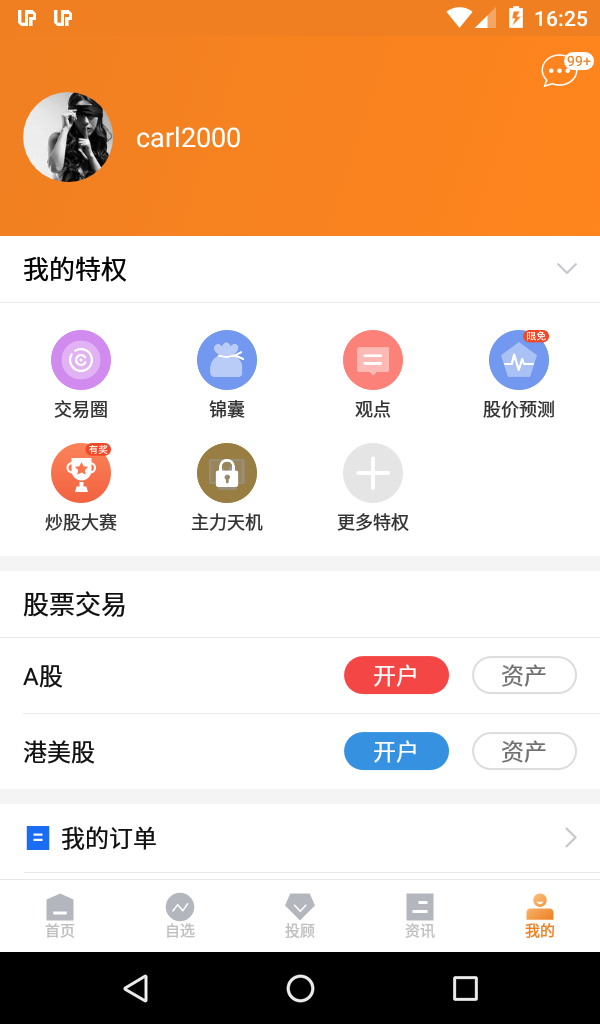 16:25
99+
carl2000
我的特权
限免
交易圈 锦囊 观点 股价预测
有奖
炒股大赛 主力天机 更多特权
股票交易
A股 开户 资产
港美股 开户 资产
我的订单
首页 自选 投顾 资讯 我的